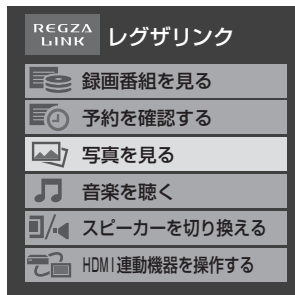 REGZA
LINK
レグザリンク
録画番組を見る
予約を確認する
写真を見る
音楽を聴く
スピーカーを切り換える
HDMI連動機器を操作する